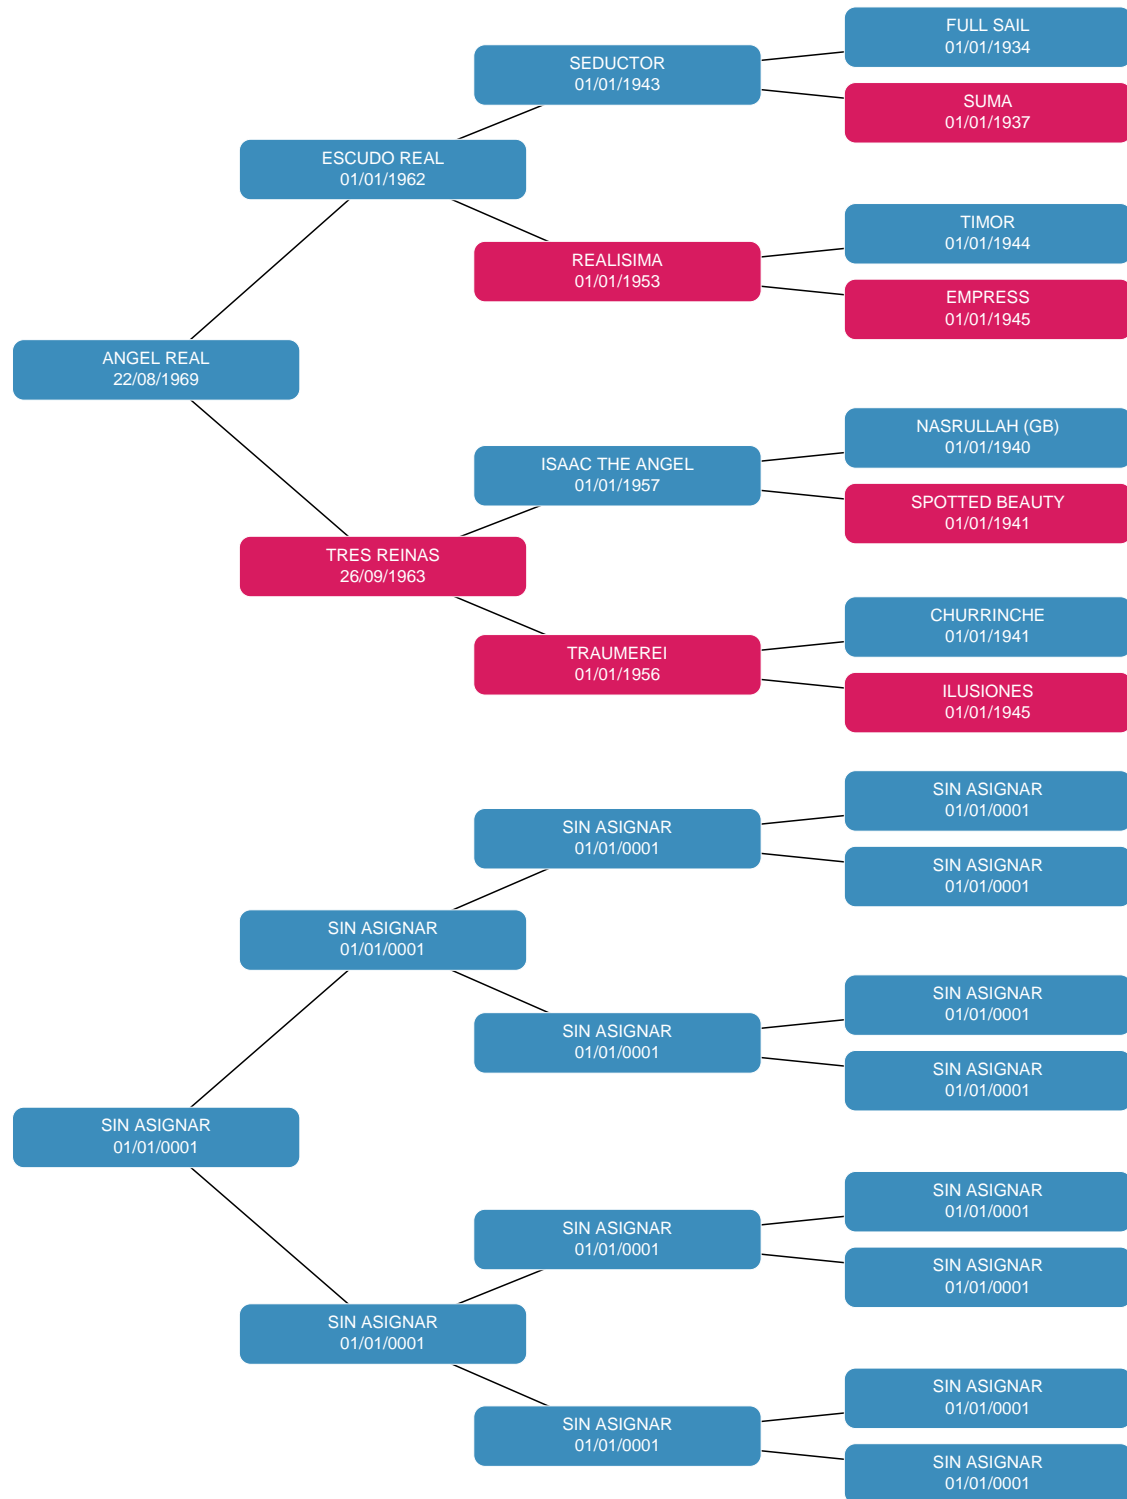 FULL SAIL
01/01/1934
SEDUCTOR
01/01/1943
SUMA
01/01/1937
ESCUDO REAL
01/01/1962
TIMOR
01/01/1944
REALISIMA
01/01/1953
EMPRESS
01/01/1945
ANGEL REAL
22/08/1969
NASRULLAH (GB)
01/01/1940
ISAAC THE ANGEL
01/01/1957
SPOTTED BEAUTY
01/01/1941
TRES REINAS
26/09/1963
CHURRINCHE
01/01/1941
TRAUMEREI
01/01/1956
ILUSIONES
01/01/1945
SIN ASIGNAR
01/01/0001
SIN ASIGNAR
01/01/0001
SIN ASIGNAR
01/01/0001
SIN ASIGNAR
01/01/0001
SIN ASIGNAR
01/01/0001
SIN ASIGNAR
01/01/0001
SIN ASIGNAR
01/01/0001
SIN ASIGNAR
01/01/0001
SIN ASIGNAR
01/01/0001
SIN ASIGNAR
01/01/0001
SIN ASIGNAR
01/01/0001
SIN ASIGNAR
01/01/0001
SIN ASIGNAR
01/01/0001
SIN ASIGNAR
01/01/0001
SIN ASIGNAR
01/01/0001